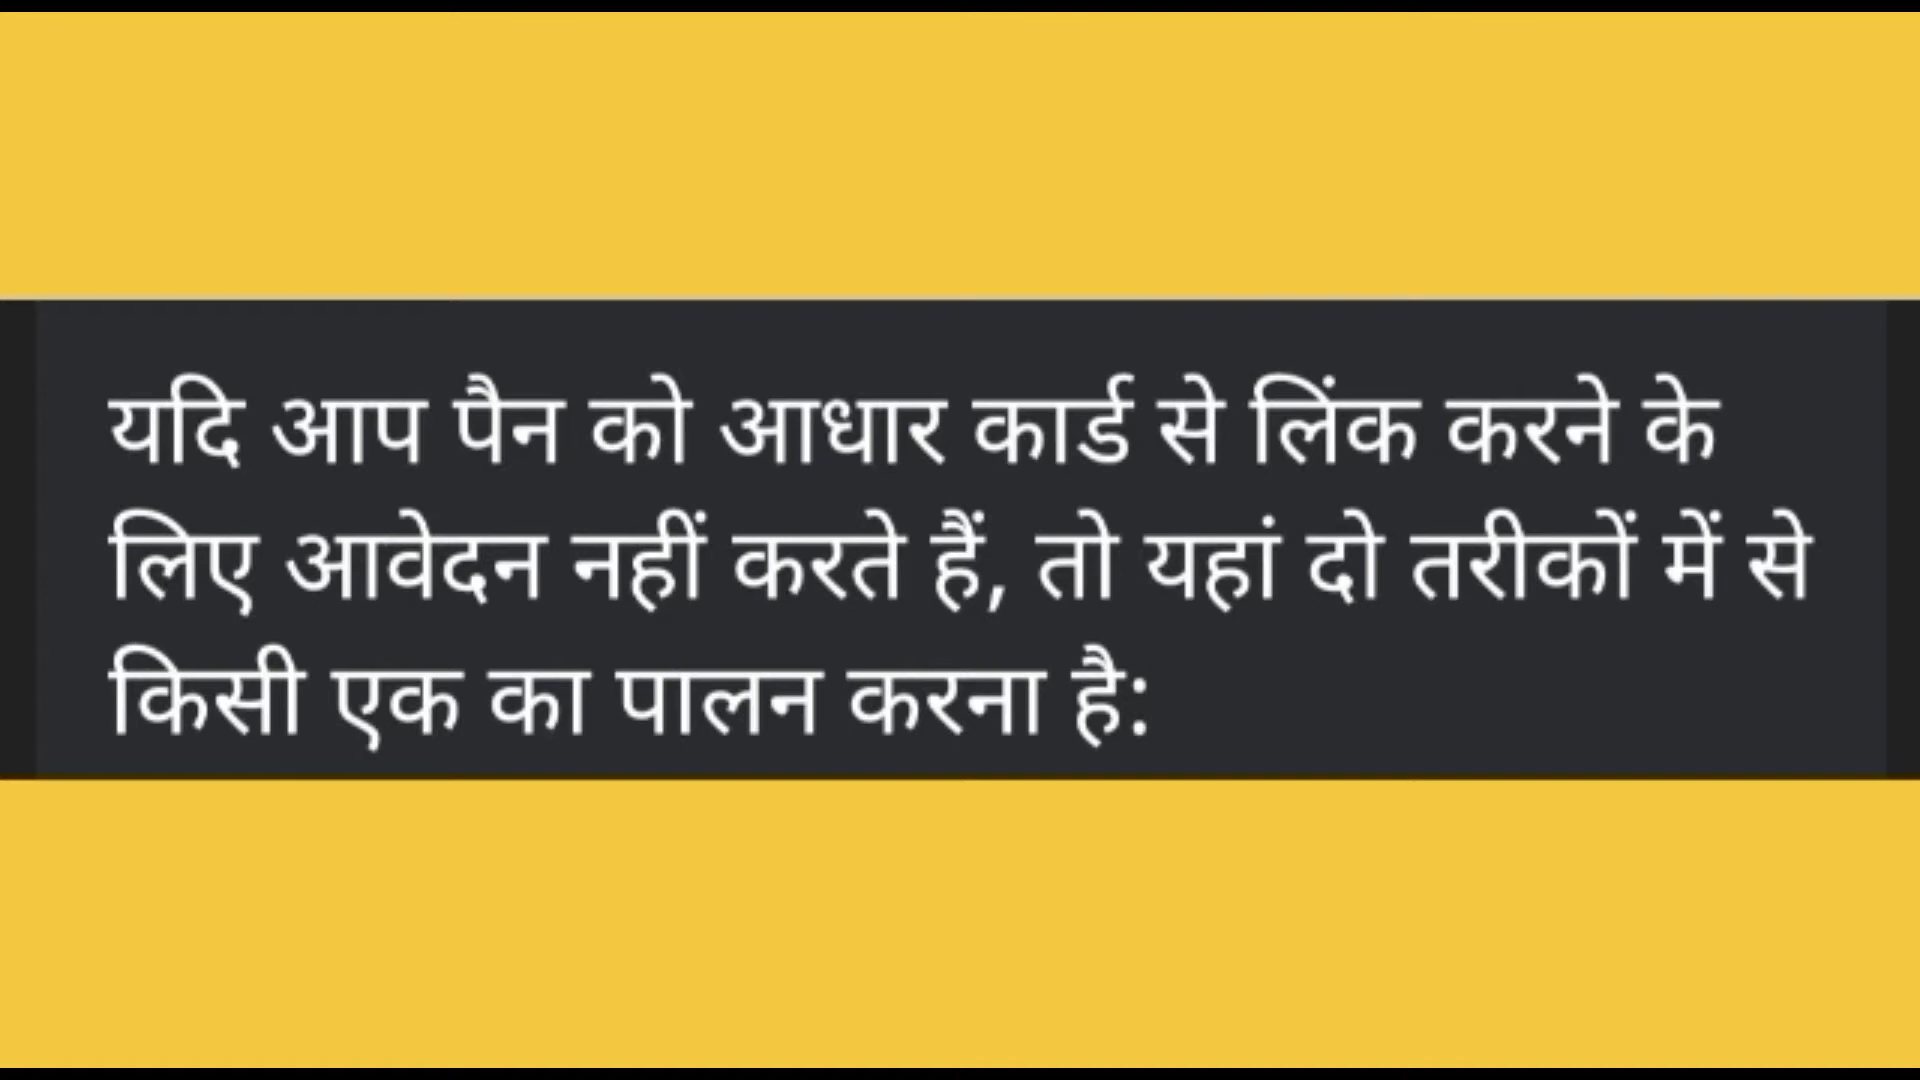 यदि आप पैन को आधार कार्ड से लिंक करने के
लिए आवेदन नहीं करते हैं, तो यहां दो तरीकों में से
किसी एक का पालन करना है: